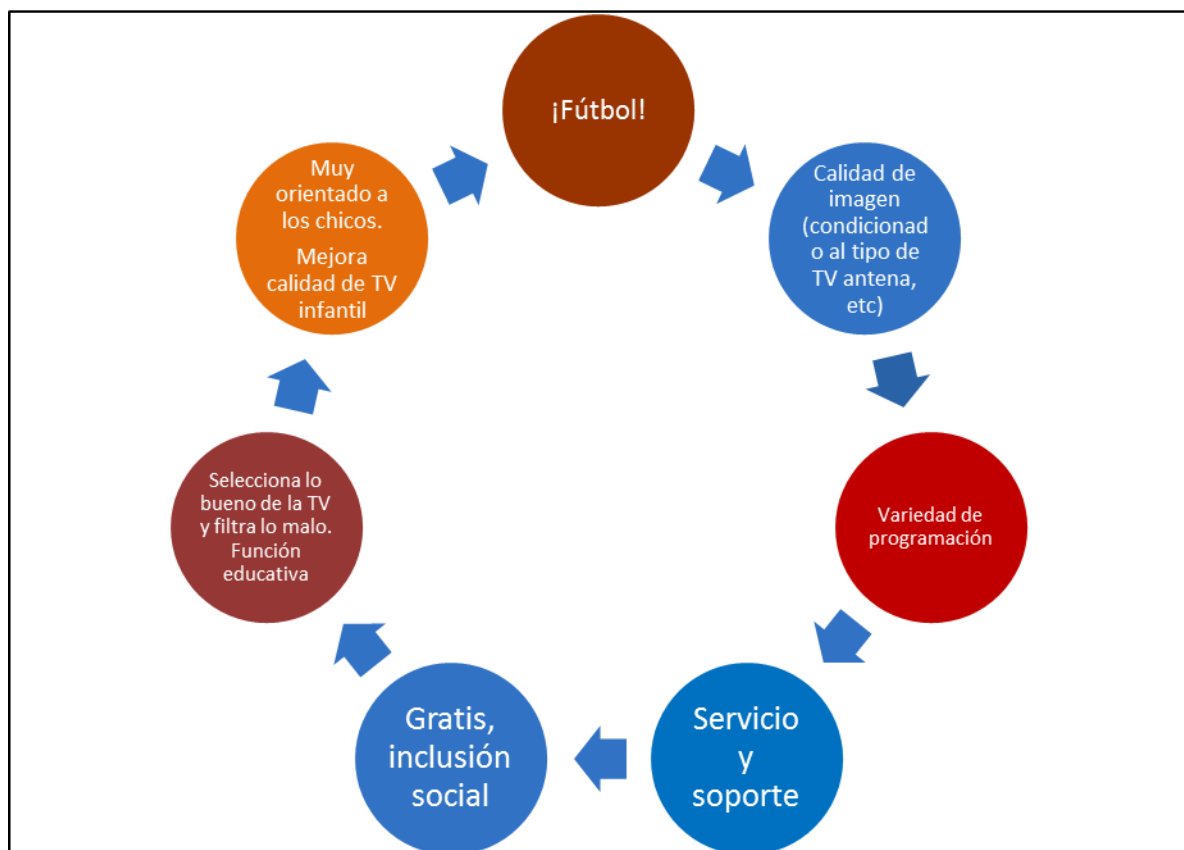 ¡Fútbol!
Calidad de
imagen
(condicionad
o al tipo de
TV antena,
etc)
Variedad de
programación
Servicio
y
soporte
Gratis,
inclusión
social
Selecciona lo
bueno de la TV
y filtra lo malo.
Función
educativa
Muy
orientado a
los chicos.
Mejora
calidad de TV
infantil